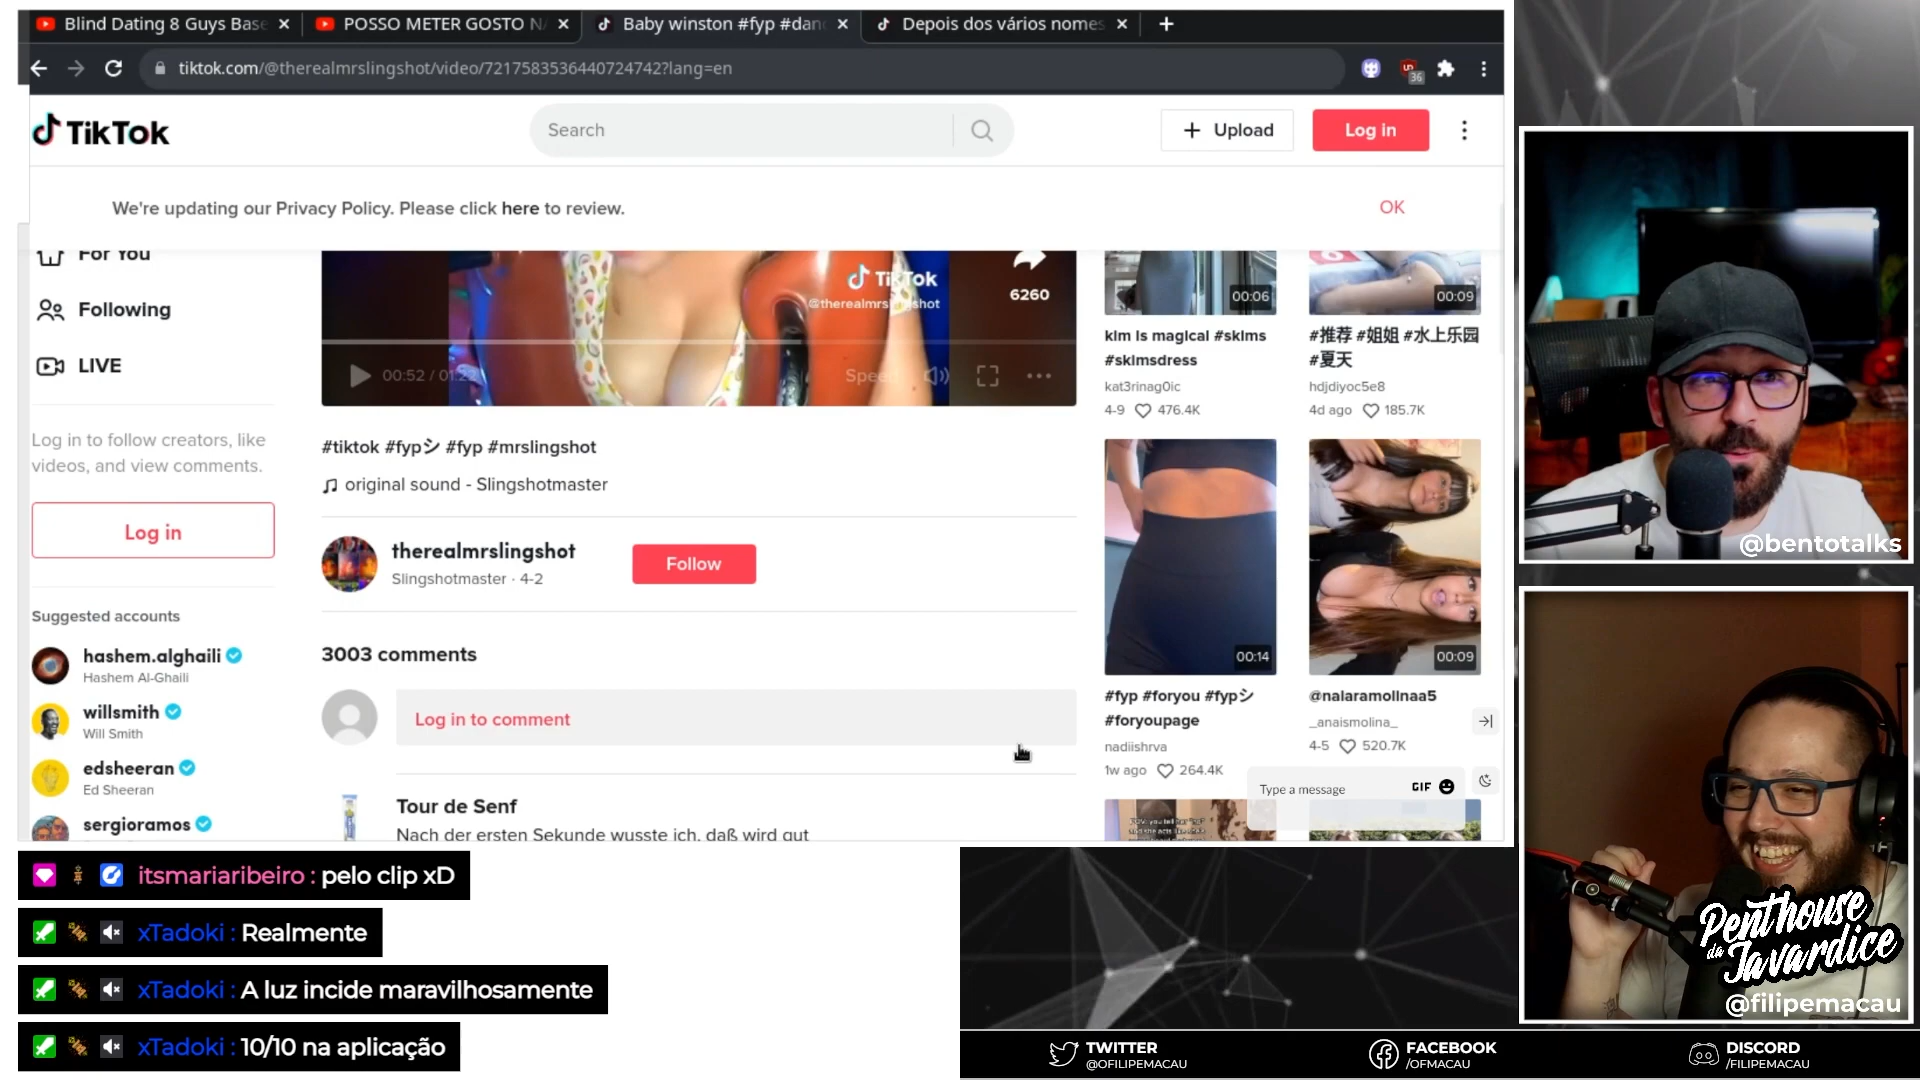 Blind Dating 8 Guys Base
POSSO METER GOSTO N
Baby winston #fyp #dan
Depois dos vários nomes
tiktok.com/@therealmrslingshot/video/7217583536440724742?lang=en
36
TikTok
Search
Upload
Log in
We're updating our Privacy Policy. Please click here to review.
OK
For You
Following
LIVE
Log in to follow creators, like
videos, and view comments.
Log in
Suggested accounts
hashem.alghaili
Hashem Al-Ghaili
willsmith
Will Smith
edsheeran
Ed Sheeran
sergioramos
TikTok
@therealmrslingshot
6260
00:52 / 01:22
Speed
#tiktok #fypシ #fyp #mrslingshot
original sound - Slingshotmaster
therealmrslingshot
Slingshotmaster · 4-2
Follow
3003 comments
Log in to comment
Tour de Senf
Nach der ersten Sekunde wusste ich, daß wird gut
00:06
kim is magical #skims
#skimsdress
kat3rinag0ic
4-9 476.4K
00:09
#推荐 #姐姐 #水上乐园
#夏天
hdjdiyoc5e8
4d ago 185.7K
00:14
#fyp #foryou #fypシ
#foryoupage
nadiishrva
1w ago 264.4K
00:09
@nalaramolinaa5
_anaismolina_
4-5 520.7K
Type a message
GIF
itsmariaribeiro : pelo clip xD
xTadoki : Realmente
xTadoki : A luz incide maravilhosamente
xTadoki : 10/10 na aplicação
@bentotalks
Penthouse
da Javardice
@filipemacau
TWITTER
@OFILIPEMACAU
FACEBOOK
/OFMACAU
DISCORD
/FILIPEMACAU